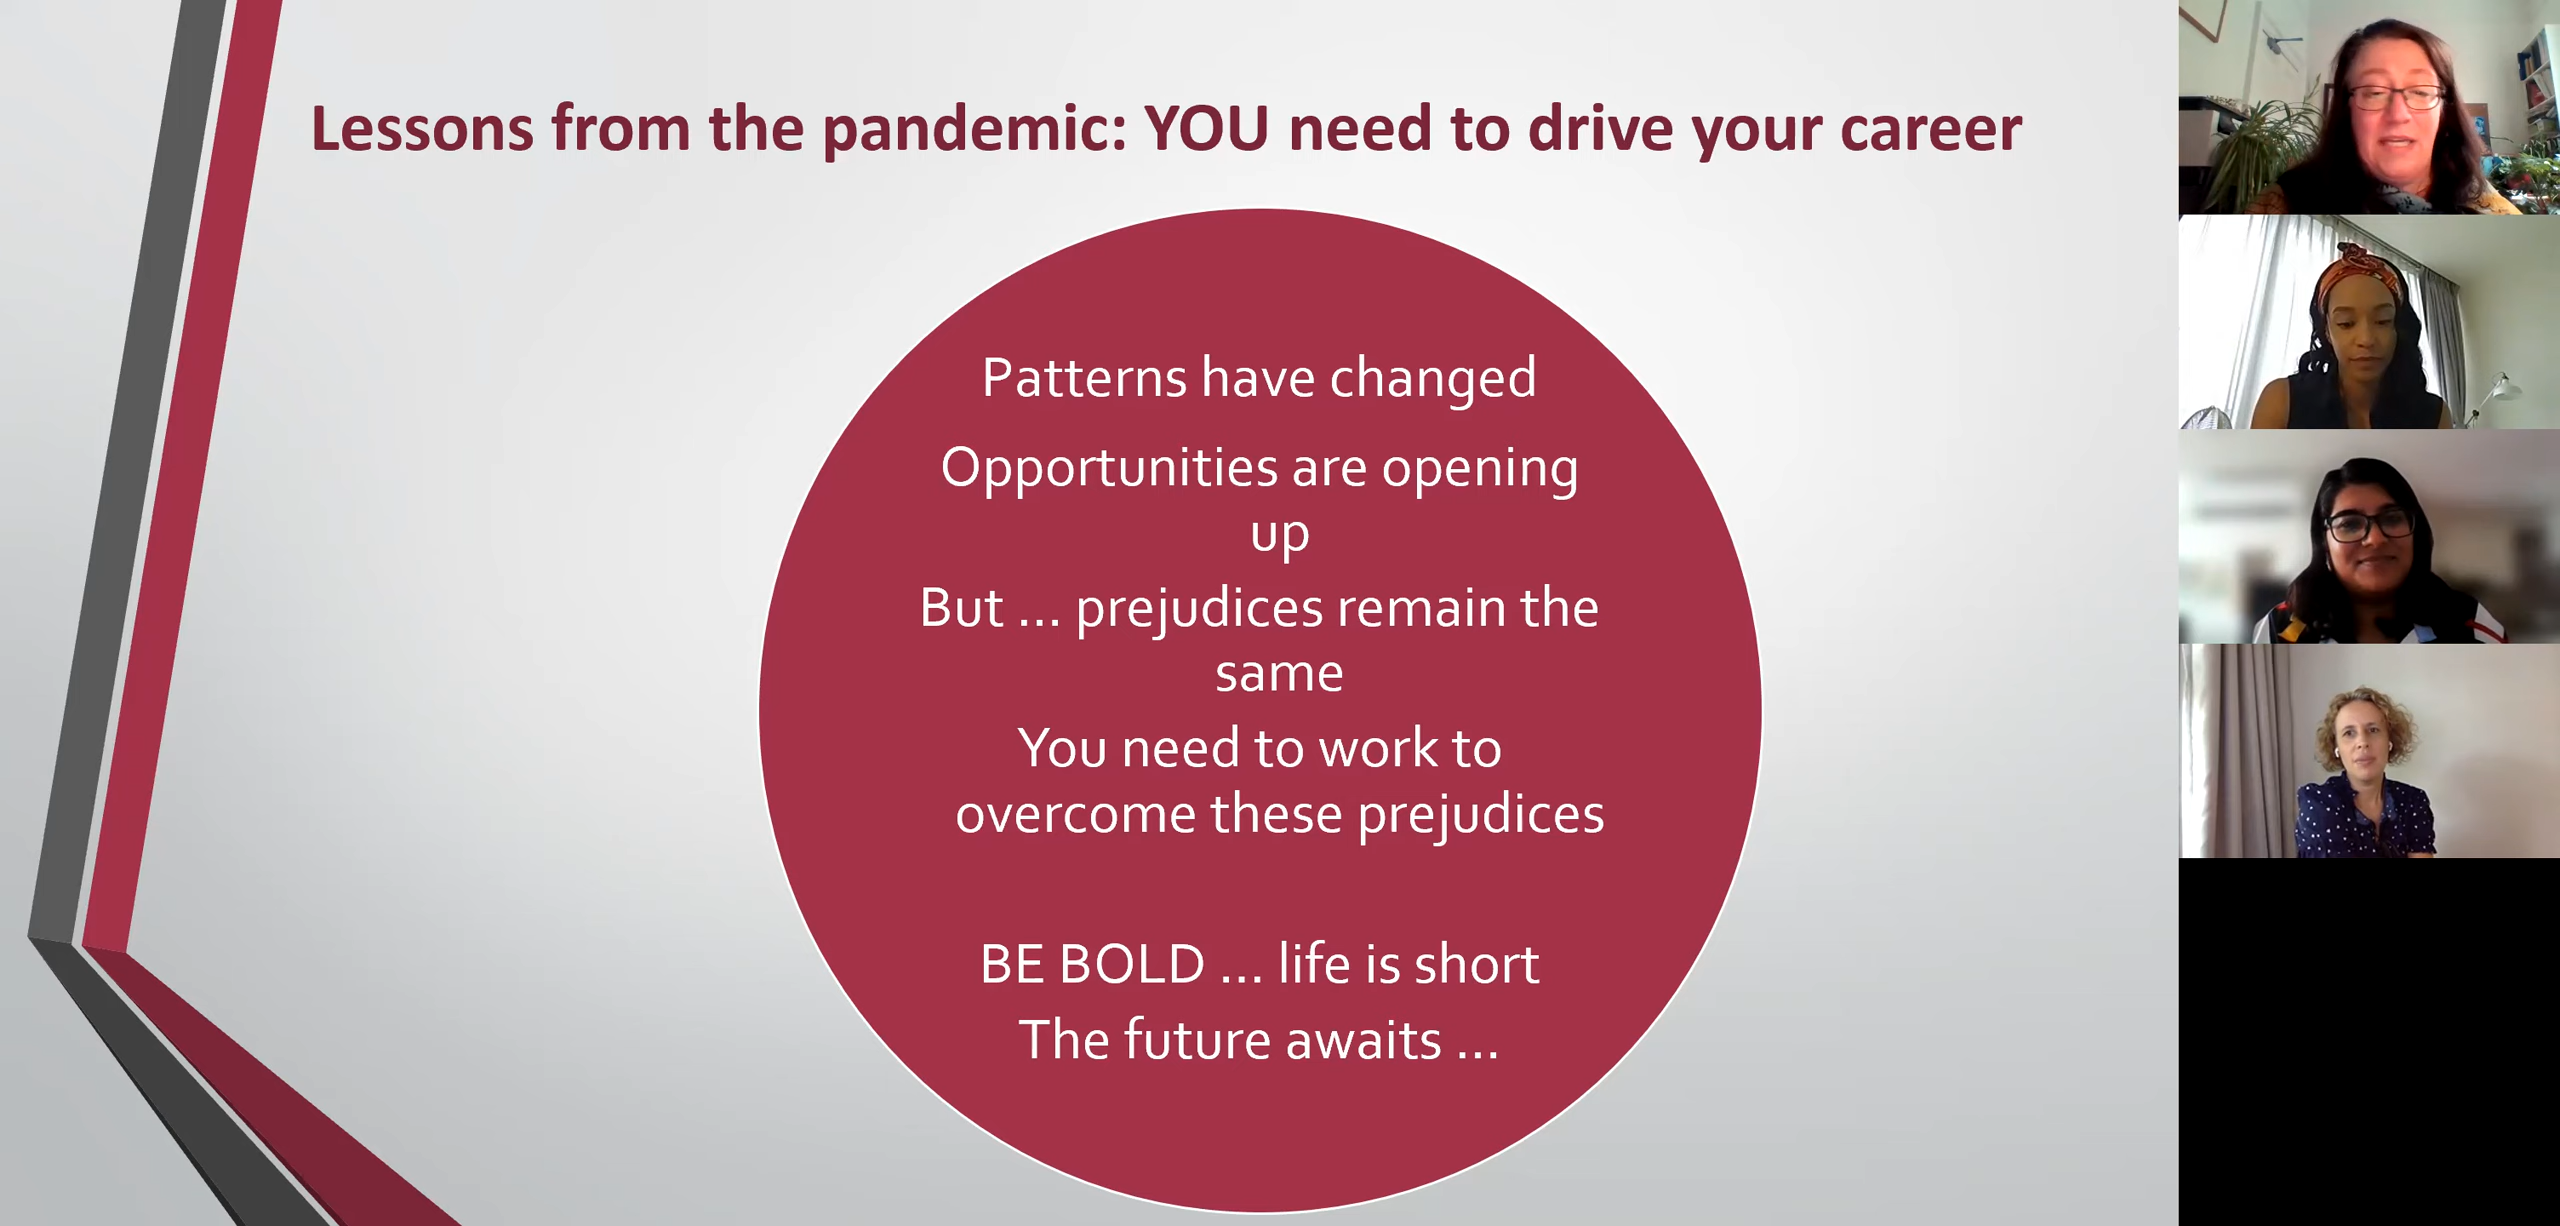 Lessons from the pandemic: YOU need to drive your career
Patterns have changed
Opportunities are opening
up
But ... prejudices remain the
same
You need to work to
overcome these prejudices
BE BOLD ... life is short
The future awaits ...